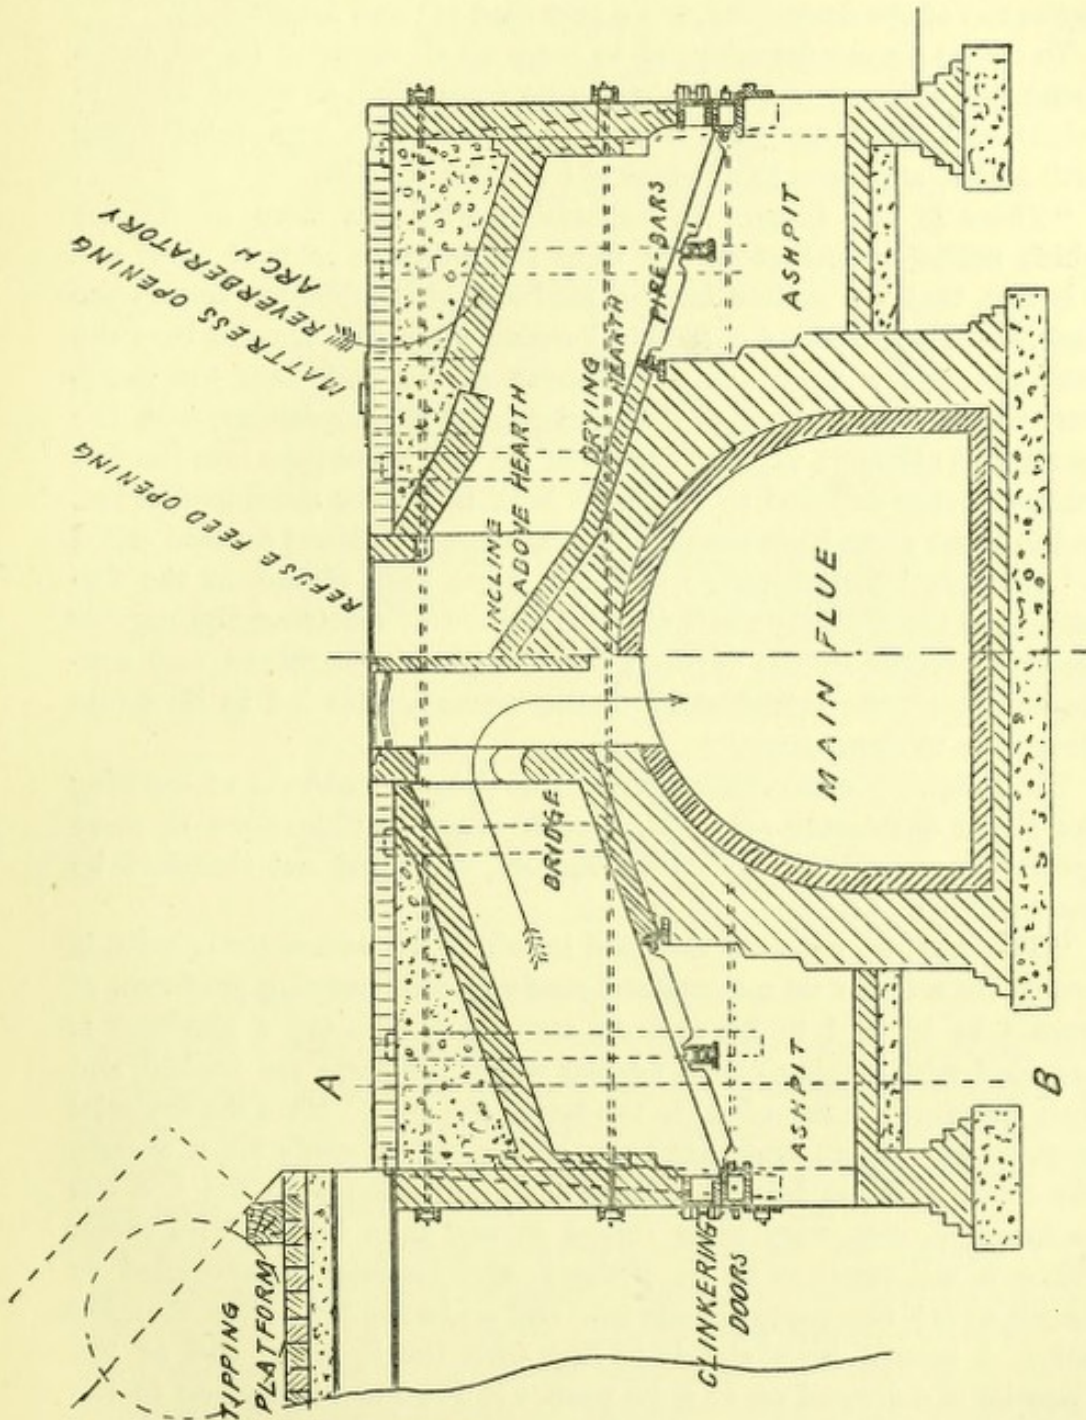 TIPPING
PLATFORM
A
REFUSE FEED OPENING
MATTRESS OPENING
REVERBERATORY
ARCH
CLINKERING
DOORS
ASHPIT
BRIDGE
INCLINE
ABOVE HEARTH
DRYING
HEARTH
FIRE-BARS
ASHPIT
MAIN FLUE
B